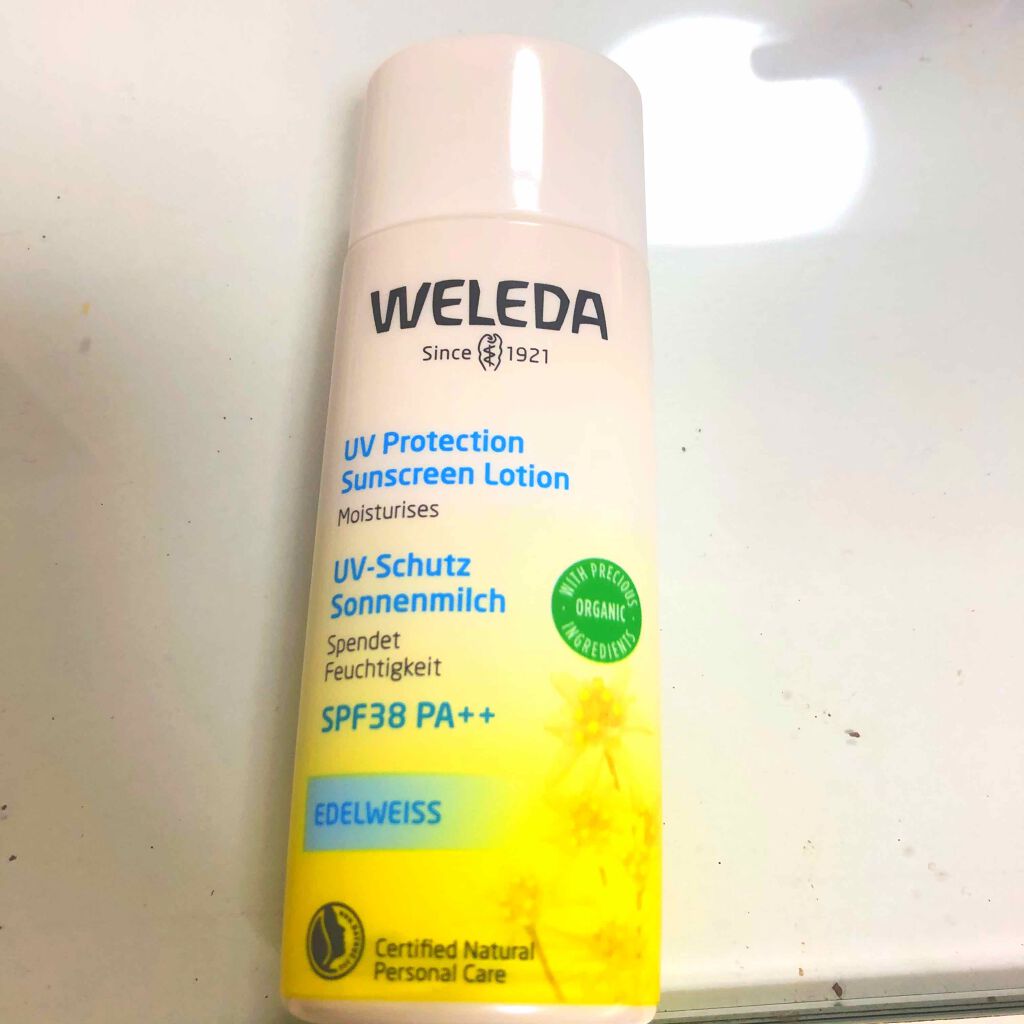 WELEDA
Since 1921
UV Protection
Sunscreen Lotion
Moisturises
UV-Schutz
Sonnenmilch
Spendet
Feuchtigkeit
WITH PRECIOUS
ORGANIC
INGREDIENTS
SPF38 PA++
EDELWEISS
Certified Natural
Personal Care